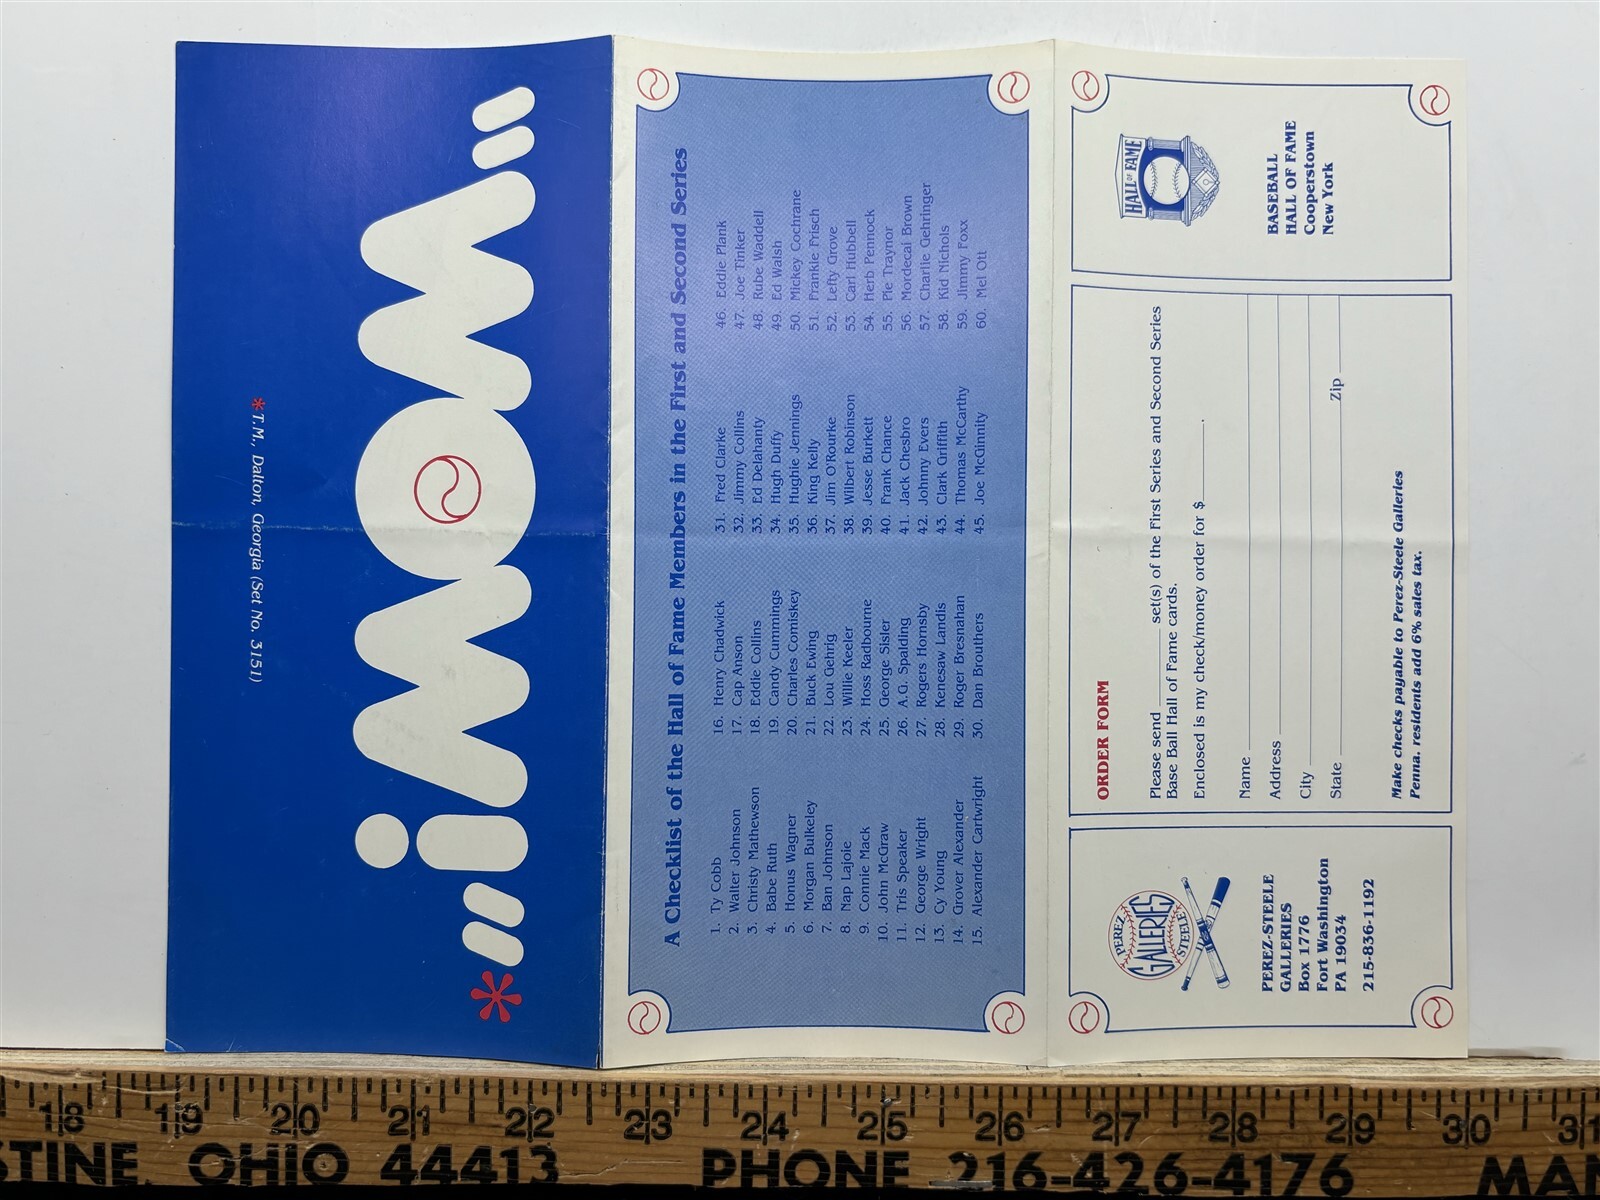 "WOW!"*
*T.M., Dalton, Georgia (Set No. 3151)
A Checklist of the Hall of Fame Members in the First and Second Series
1. Ty Cobb
2. Walter Johnson
3. Christy Mathewson
4. Babe Ruth
5. Honus Wagner
6. Morgan Bulkeley
7. Ban Johnson
8. Nap Lajoie
9. Connie Mack
10. John McGraw
11. Tris Speaker
12. George Wright
13. Cy Young
14. Grover Alexander
15. Alexander Cartwright
16. Henry Chadwick
17. Cap Anson
18. Eddie Collins
19. Candy Cummings
20. Charles Comiskey
21. Buck Ewing
22. Lou Gehrig
23. Willie Keeler
24. Hoss Radbourne
25. George Sisler
26. A.G. Spalding
27. Rogers Hornsby
28. Kenesaw Landis
29. Roger Bresnahan
30. Dan Brouthers
31. Fred Clarke
32. Jimmy Collins
33. Ed Delahanty
34. Hugh Duffy
35. Hughie Jennings
36. King Kelly
37. Jim O'Rourke
38. Wilbert Robinson
39. Jesse Burkett
40. Frank Chance
41. Jack Chesbro
42. Johnny Evers
43. Clark Griffith
44. Thomas McCarthy
45. Joe McGinnity
46. Eddie Plank
47. Joe Tinker
48. Rube Waddell
49. Ed Walsh
50. Mickey Cochrane
51. Frankie Frisch
52. Lefty Grove
53. Carl Hubbell
54. Herb Pennock
55. Pie Traynor
56. Mordecai Brown
57. Charlie Gehringer
58. Kid Nichols
59. Jimmy Foxx
60. Mel Ott
PEREZ
GALLERIES
STEELE
PEREZ-STEELE
GALLERIES
Box 1776
Fort Washington
PA 19034
215-836-1192
ORDER FORM
Please send ______ set(s) of the First Series and Second Series
Base Ball Hall of Fame cards.
Enclosed is my check/money order for $ ______.
Name
Address
City
State Zip
Make checks payable to Perez-Steele Galleries
Penna. residents add 6% sales tax.
HALL OF FAME
BASEBALL
HALL OF FAME
Cooperstown
New York
18 19 20 21 22 23 24 25 26 27 28 29 30 31
STINE, OHIO 44413 PHONE 216-426-4176 MAN